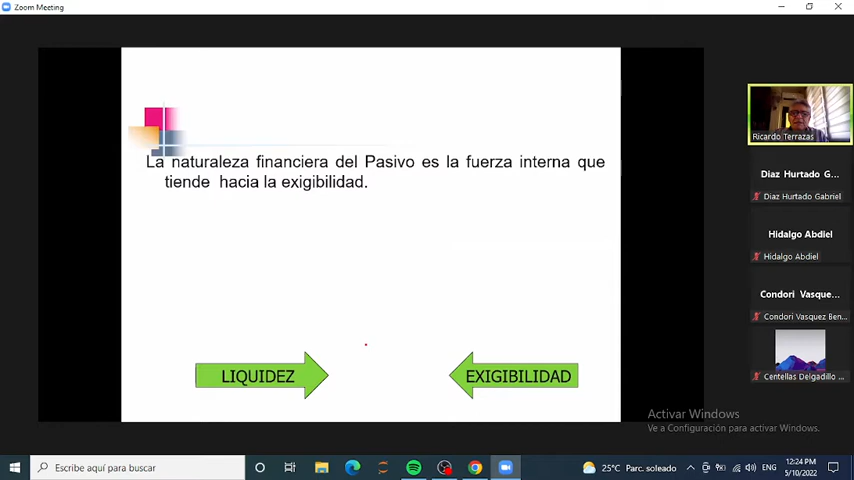 Zoom Meeting
La naturaleza financiera del Pasivo es la fuerza interna que
tiende hacia la exigibilidad.
LIQUIDEZ
EXIGIBILIDAD
Ricardo Terrazas
Diaz Hurtado G...
Diaz Hurtado Gabriel
Hidalgo Abdiel
Hidalgo Abdiel
Condori Vasque...
Condori Vasquez Ben...
Centellas Delgadillo ...
Activar Windows
Ve a Configuración para activar Windows.
Escribe aquí para buscar
25°C Parc. soleado
ENG
12:24 PM
5/10/2022